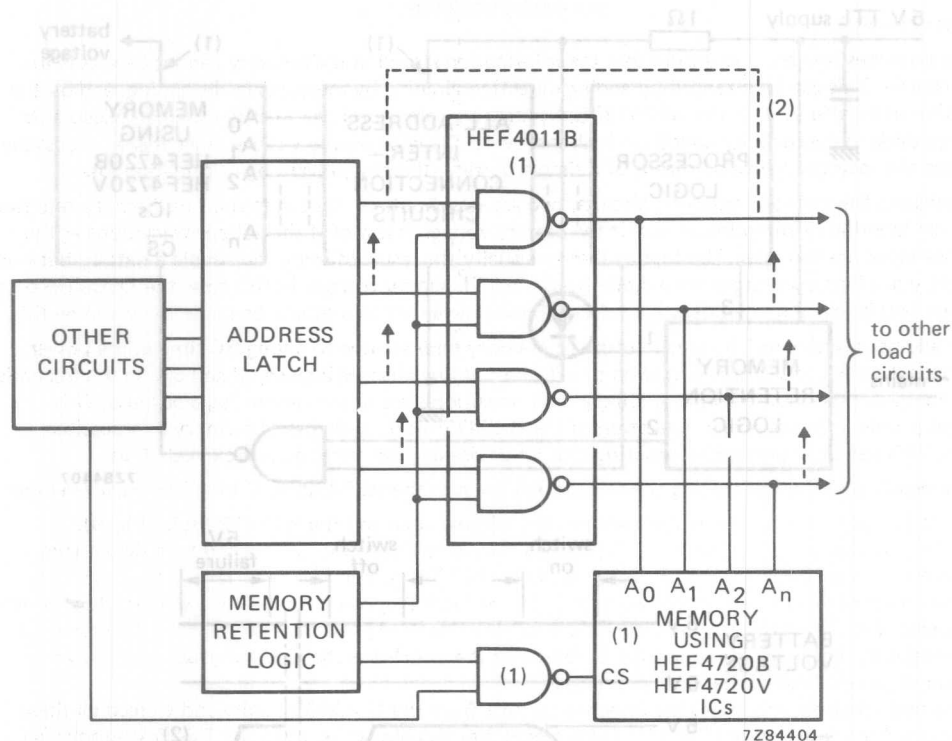 HEF4011B
(1)
(2)
OTHER
CIRCUITS
ADDRESS
LATCH
to other
load
circuits
MEMORY
RETENTION
LOGIC
(1)
CS
A0 A1 A2 An
(1) MEMORY
USING
HEF4720B
HEF4720V
ICs
7Z84404